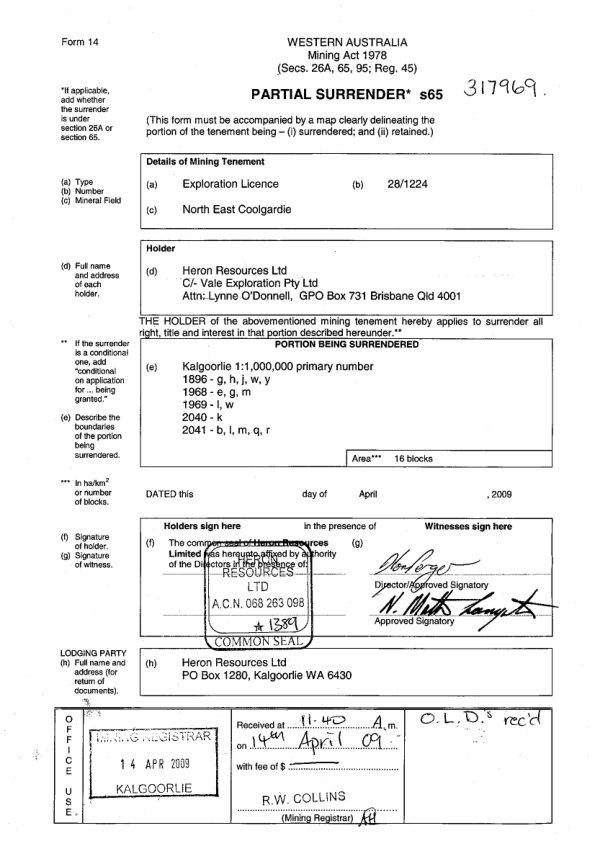 Form 14
WESTERN AUSTRALIA
Mining Act 1978
(Secs. 26A, 65, 95; Reg. 45)
PARTIAL SURRENDER* s65
317969.
*If applicable,
add whether
the surrender
is under
section 26A or
section 65.
(This form must be accompanied by a map clearly delineating the
portion of the tenement being – (i) surrendered; and (ii) retained.)
Details of Mining Tenement
(a) Type
(b) Number
(c) Mineral Field
(a) Exploration Licence (b) 28/1224
(c) North East Coolgardie
Holder
(d) Full name
and address
of each
holder.
(d) Heron Resources Ltd
C/- Vale Exploration Pty Ltd
Attn: Lynne O'Donnell, GPO Box 731 Brisbane Qld 4001
THE HOLDER of the abovementioned mining tenement hereby applies to surrender all
right, title and interest in that portion described hereunder.**
** If the surrender
is a conditional
one, add
"conditional
on application
for ... being
granted."
(e) Describe the
boundaries
of the portion
being
surrendered.
PORTION BEING SURRENDERED
(e) Kalgoorlie 1:1,000,000 primary number
1896 - g, h, j, w, y
1968 - e, g, m
1969 - l, w
2040 - k
2041 - b, l, m, q, r
Area*** 16 blocks
*** In ha/km2
or number
of blocks.
DATED this day of April , 2009
Holders sign here in the presence of Witnesses sign here
(f) Signature
of holder.
(g) Signature
of witness.
(f) The common seal of Heron Resources
Limited was hereunto affixed by authority
of the Directors in the presence of:
(g)
HERON
RESOURCES
LTD
A.C.N. 068 263 098
★ 1389
COMMON SEAL
Director/Approved Signatory
Approved Signatory
LODGING PARTY
(h) Full name and
address (for
return of
documents).
(h) Heron Resources Ltd
PO Box 1280, Kalgoorlie WA 6430
OFFICE USE.
MINING REGISTRAR
14 APR 2009
KALGOORLIE
Received at 11-40 A.m.
on 14th April 09.
with fee of $
R.W. COLLINS
(Mining Registrar)
O.L.D.s rec'd